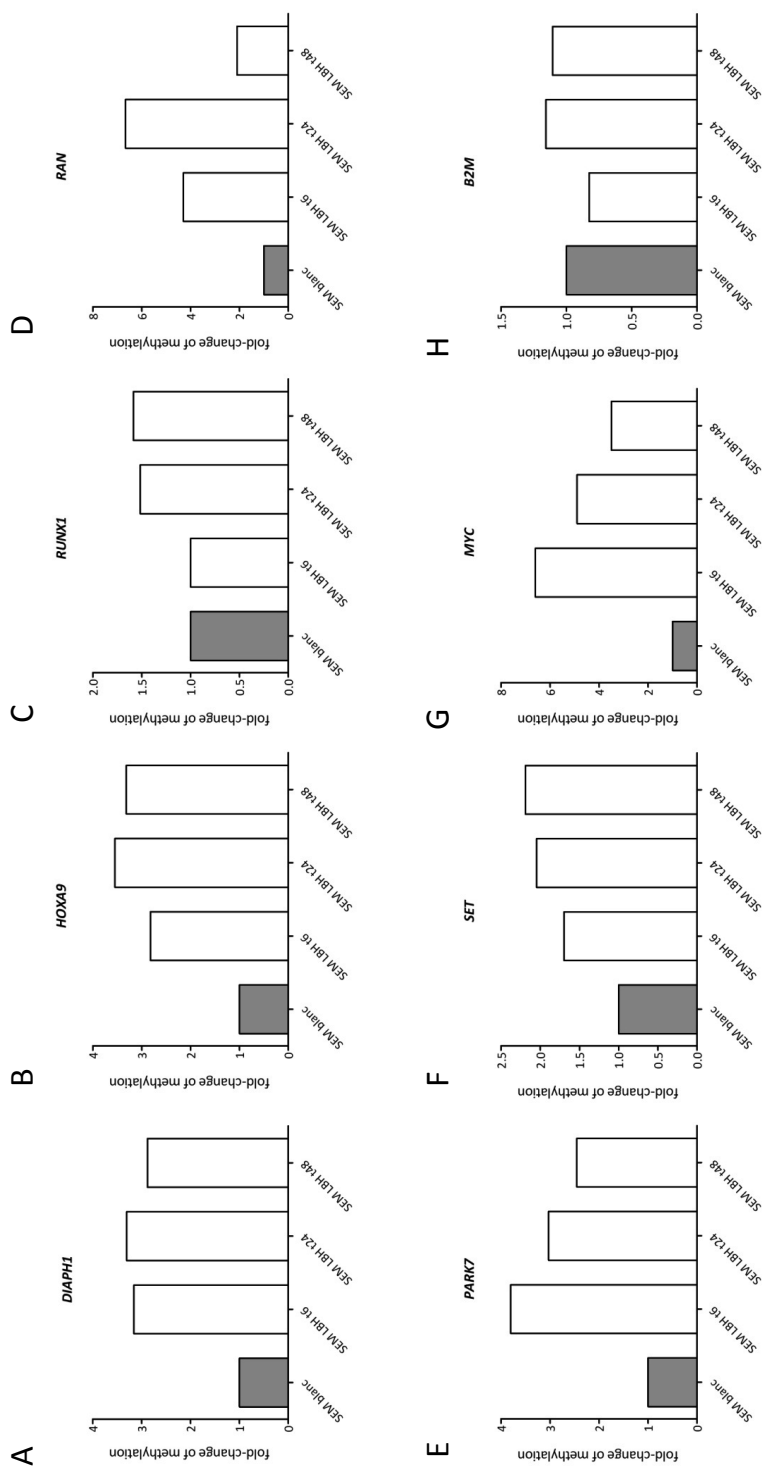 A
DIAPH1
fold-change of methylation
4
3
2
1
0
SEM blanc
SEM LBH t6
SEM LBH t24
SEM LBH t48
B
HOXA9
fold-change of methylation
4
3
2
1
0
SEM blanc
SEM LBH t6
SEM LBH t24
SEM LBH t48
C
RUNX1
fold-change of methylation
2.0
1.5
1.0
0.5
0.0
SEM blanc
SEM LBH t6
SEM LBH t24
SEM LBH t48
D
RAN
fold-change of methylation
8
6
4
2
0
SEM blanc
SEM LBH t6
SEM LBH t24
SEM LBH t48
E
PARK7
fold-change of methylation
4
3
2
1
0
SEM blanc
SEM LBH t6
SEM LBH t24
SEM LBH t48
F
SET
fold-change of methylation
2.5
2.0
1.5
1.0
0.5
0.0
SEM blanc
SEM LBH t6
SEM LBH t24
SEM LBH t48
G
MYC
fold-change of methylation
8
6
4
2
0
SEM blanc
SEM LBH t6
SEM LBH t24
SEM LBH t48
H
B2M
fold-change of methylation
1.5
1.0
0.5
0.0
SEM blanc
SEM LBH t6
SEM LBH t24
SEM LBH t48